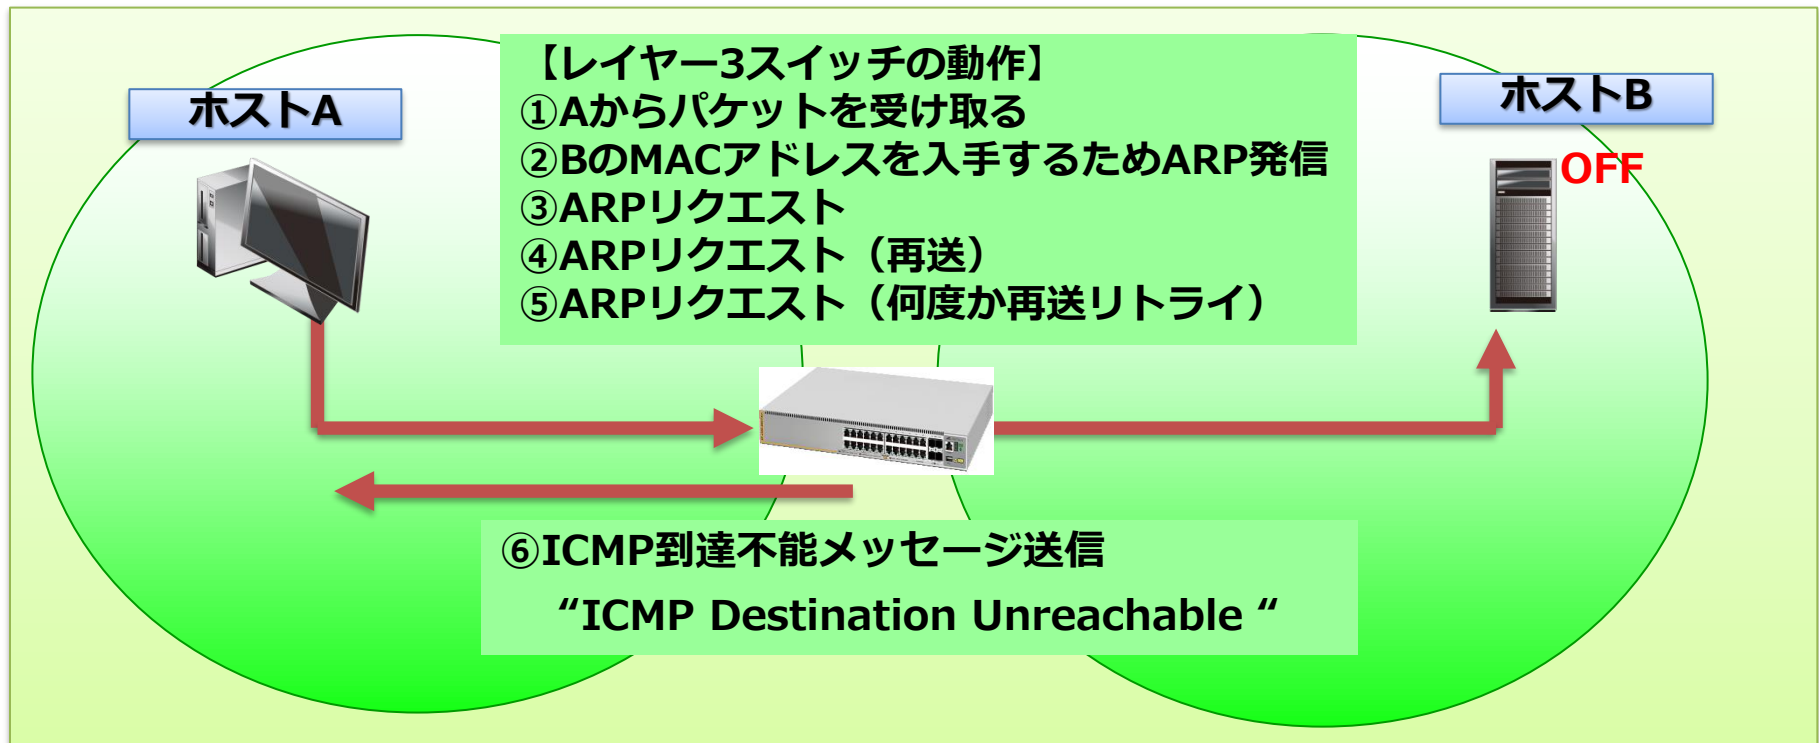 【レイヤー3スイッチの動作】
ホストA
①Aからパケットを受け取る
ホストB
②BのMACアドレスを入手するためARP発信
OFF
③ARPリクエスト
④ARPリクエスト（再送）
⑤ARPリクエスト（何度か再送リトライ）
⑥ICMP到達不能メッセージ送信
“ICMP Destination Unreachable “